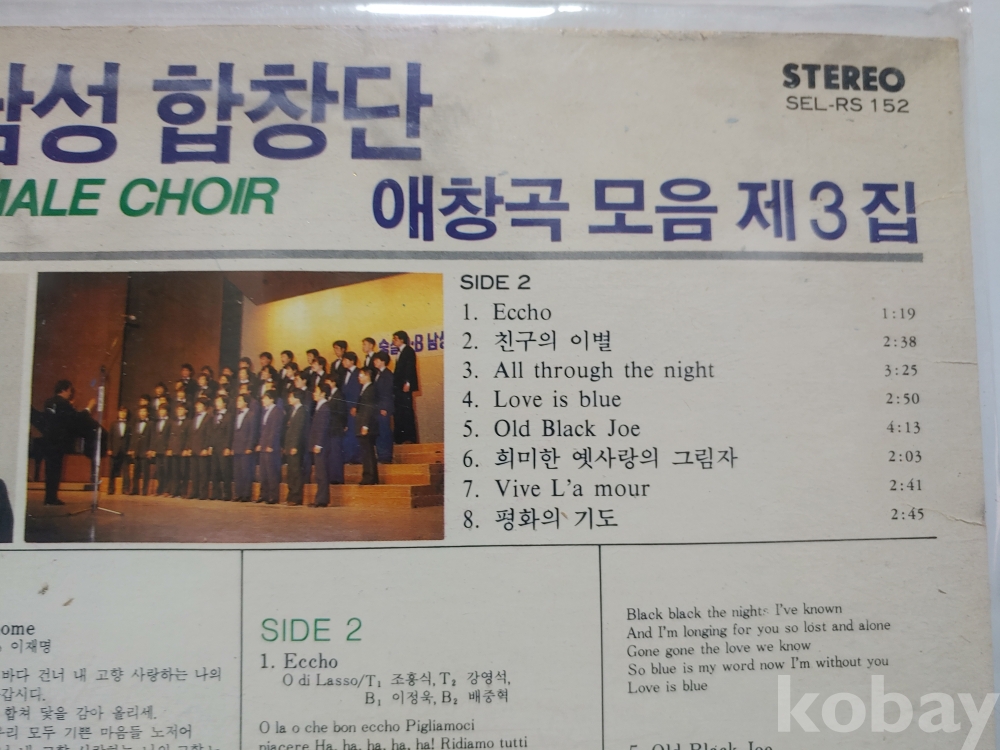 남성 합창단
STEREO
SEL-RS 152
MALE CHOIR
애창곡 모음 제3집
SIDE 2
1. Eccho 1:19
2. 친구의 이별 2:38
3. All through the night 3:25
4. Love is blue 2:50
5. Old Black Joe 4:13
6. 희미한 옛사랑의 그림자 2:03
7. Vive L'a mour 2:41
8. 평화의 기도 2:45
ome
이재명
바다 건너 내 고향 사랑하는 나의
갑시다.
합쳐 닻을 감아 올리세.
우리 모두 기쁜 마음들 노저어
SIDE 2
1. Eccho
O di Lasso/T₁ 조흥식, T₂ 강영석,
B₁ 이정욱, B₂ 배중혁
O la o che bon eccho Pigliamoci
piacere Ha, ha, ha, ha, ha! Ridiamo tutti
Black black the nights I've known
And I'm longing for you so lost and alone
Gone gone the love we know
So blue is my word now I'm without you
Love is blue
5. Old Black Joe
kobay